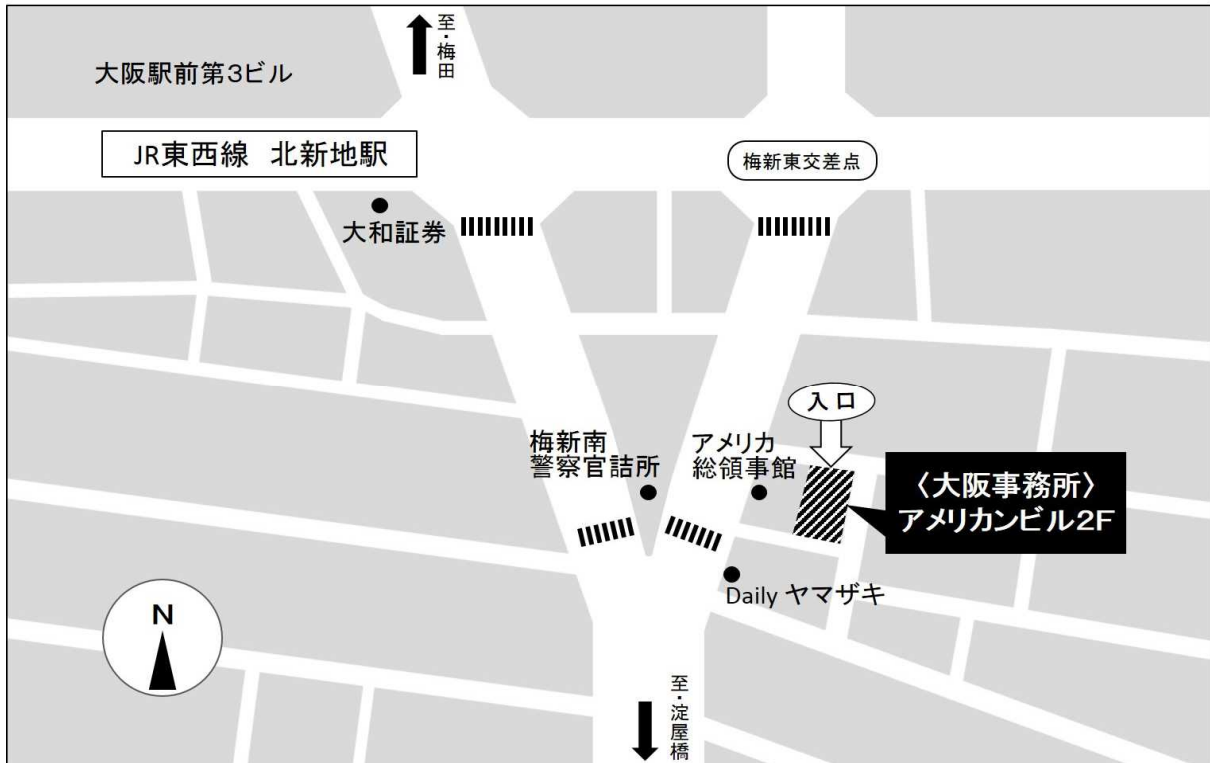 至・梅田
大阪駅前第3ビル
JR東西線 北新地駅
梅新東交差点
大和証券
入口
梅新南
警察官詰所
アメリカ
総領事館
〈大阪事務所〉
アメリカンビル2F
Daily ヤマザキ
N
至・淀屋橋